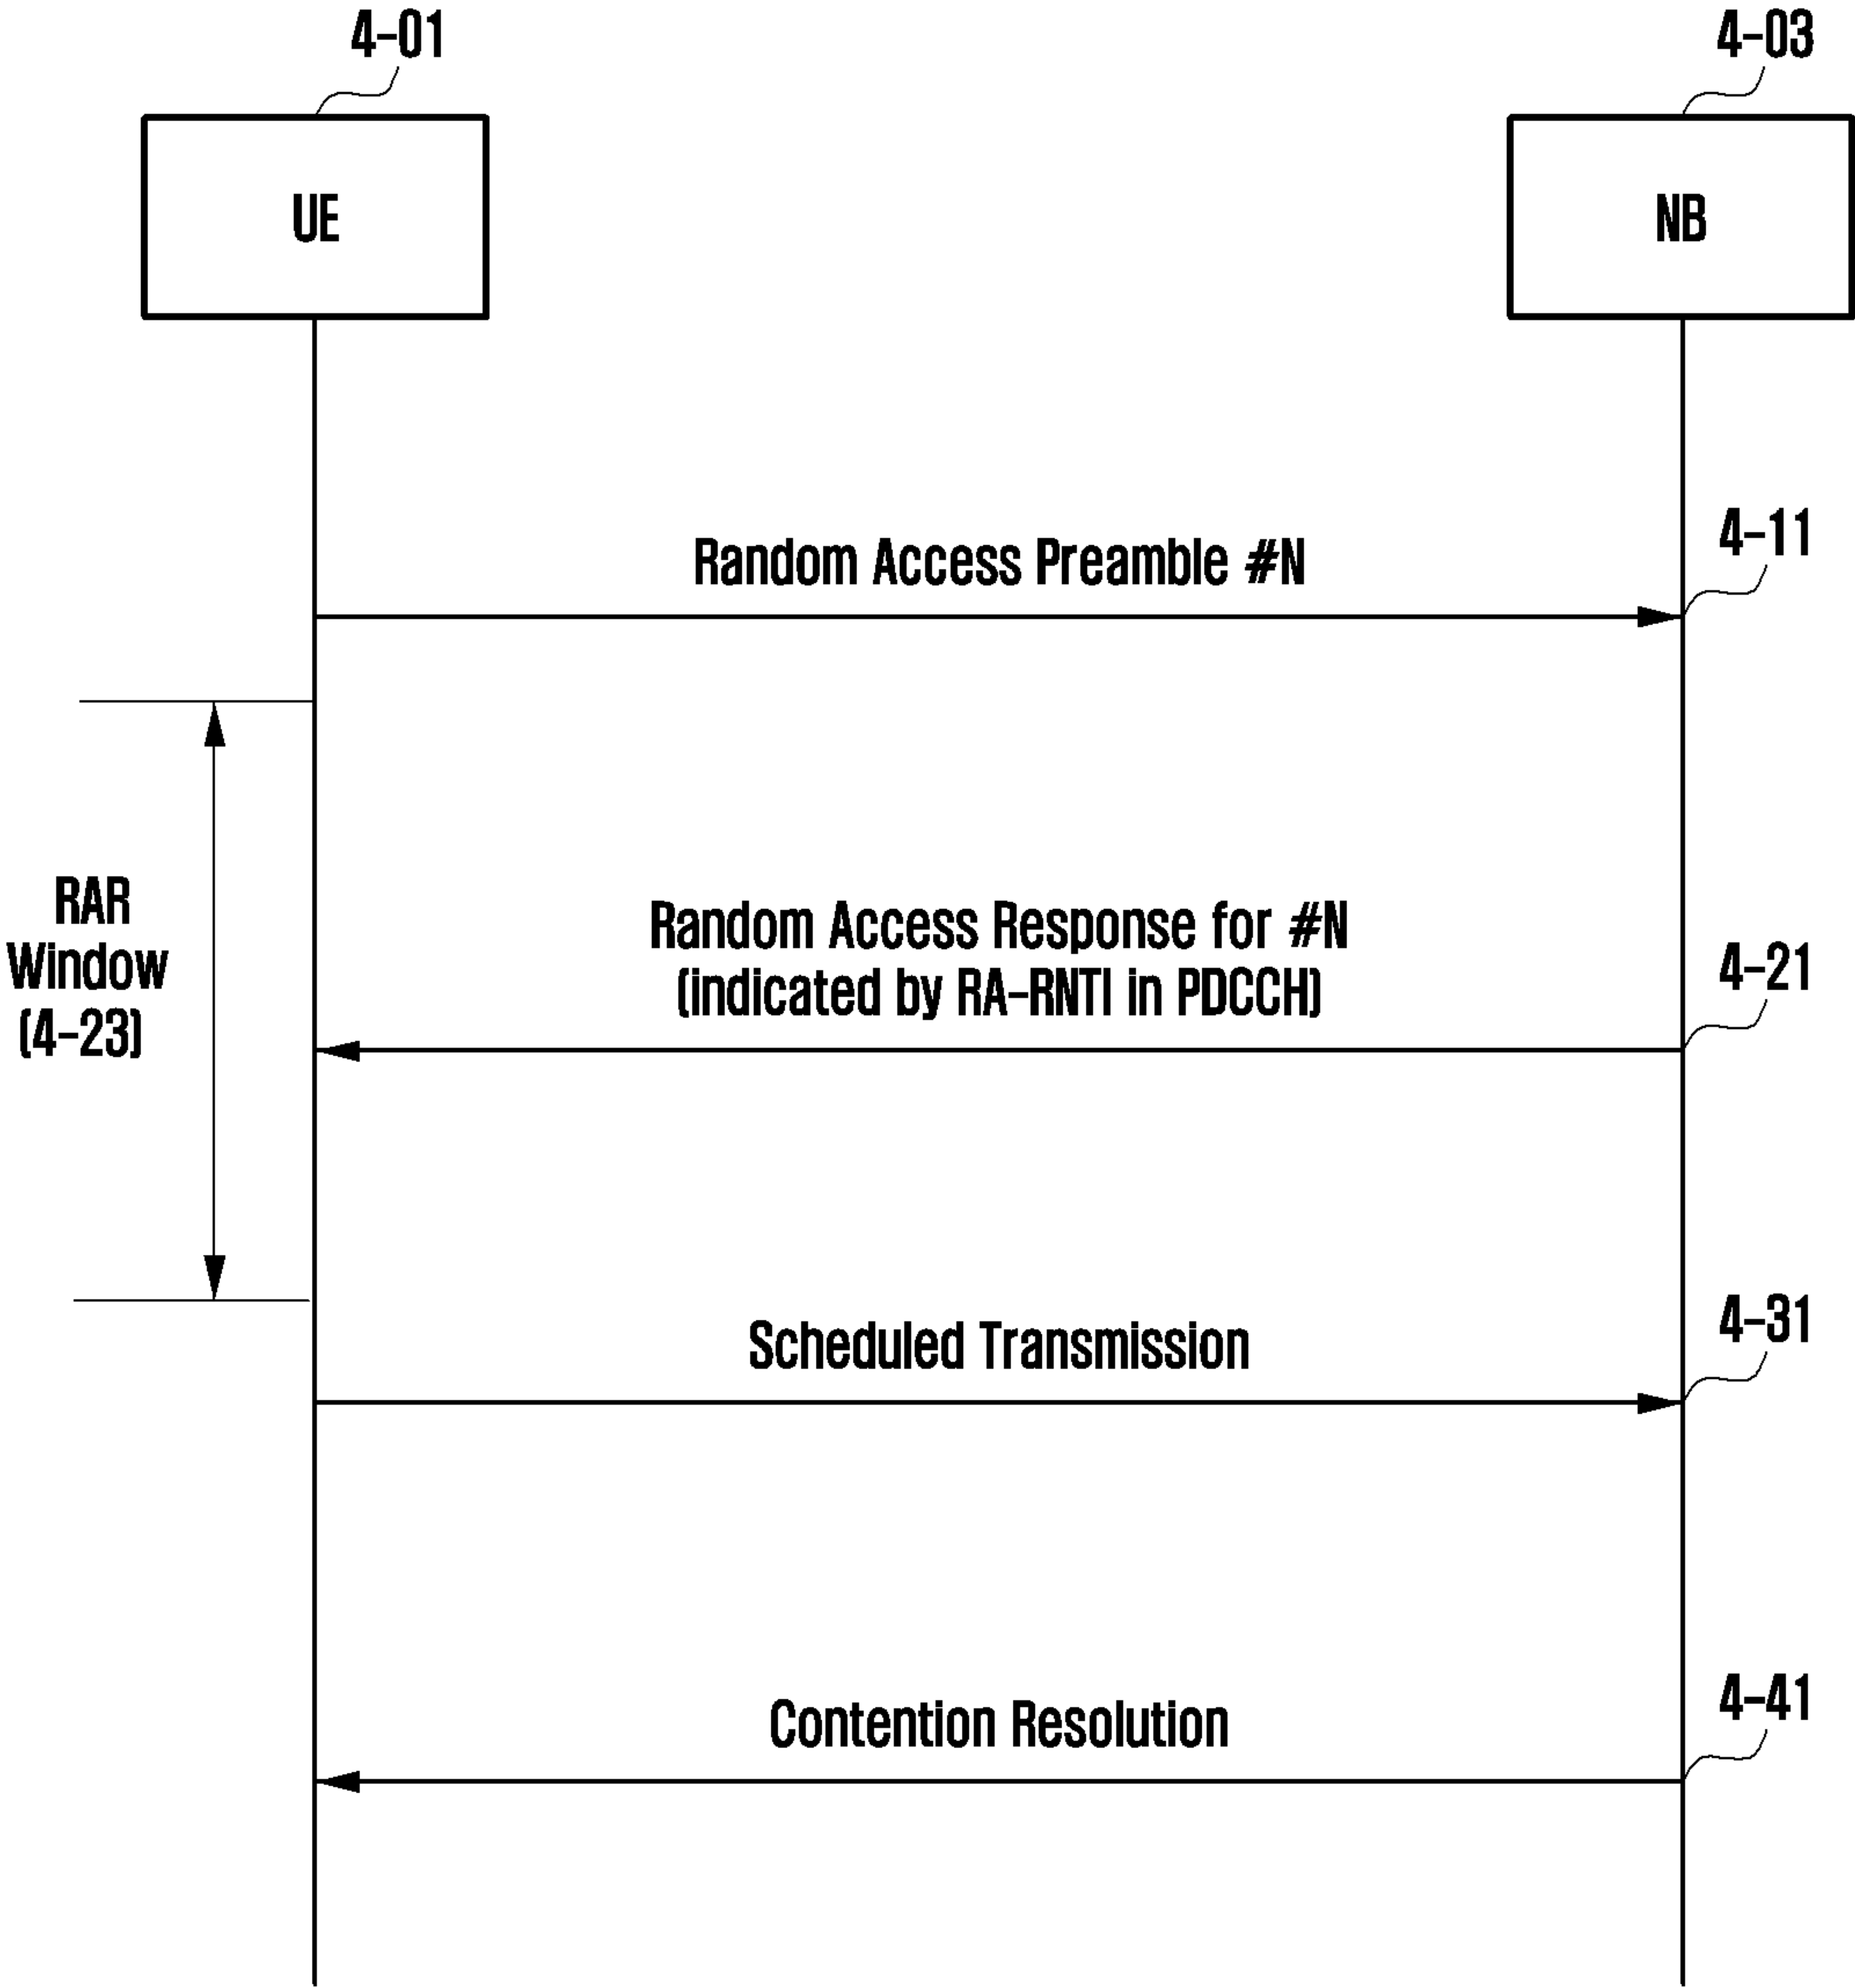 4-01
4-03
UE
NB
4-11
Random Access Preamble #N
RAR
Window
(4-23)
Random Access Response for #N
(indicated by RA-RNTI in PDCCH)
4-21
4-31
Scheduled Transmission
4-41
Contention Resolution